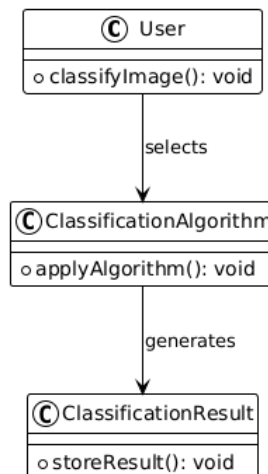 C User
classifyImage(): void
selects
C ClassificationAlgorithm
applyAlgorithm(): void
generates
C ClassificationResult
storeResult(): void